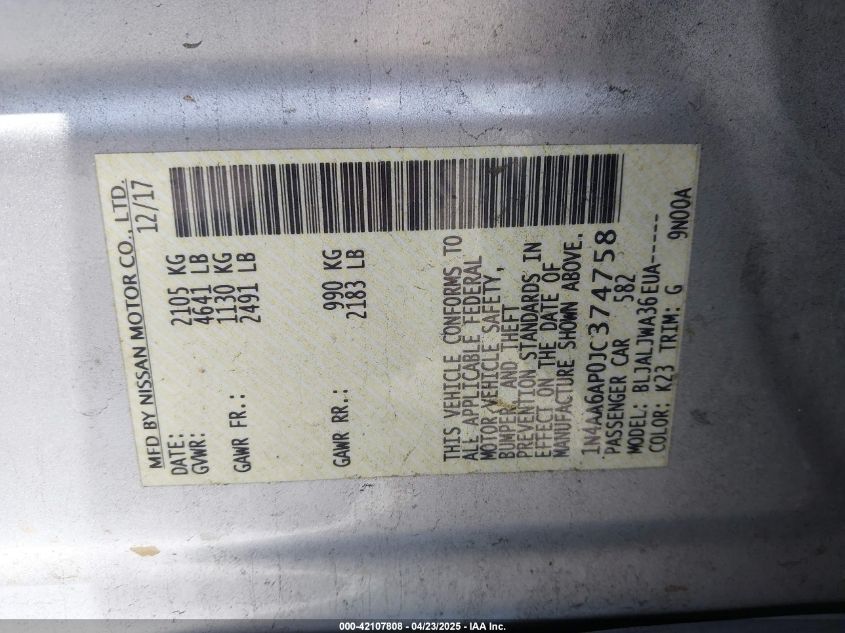 MFD BY NISSAN MOTOR CO., LTD.
DATE: 12/17
GVWR: 2105 KG
4641 LB
GAWR FR.: 1130 KG
2491 LB
GAWR RR.: 990 KG
2183 LB
THIS VEHICLE CONFORMS TO
ALL APPLICABLE FEDERAL
MOTOR VEHICLE SAFETY,
BUMPER, AND THEFT
PREVENTION STANDARDS IN
EFFECT ON THE DATE OF
MANUFACTURE SHOWN ABOVE.
1N4AA6AP0JC374758
PASSENGER CAR 582
MODEL: BLJALJWA36EUA-----
COLOR: K23 TRIM: G 9N00A
000-42107808 - 04/23/2025 - IAA Inc.